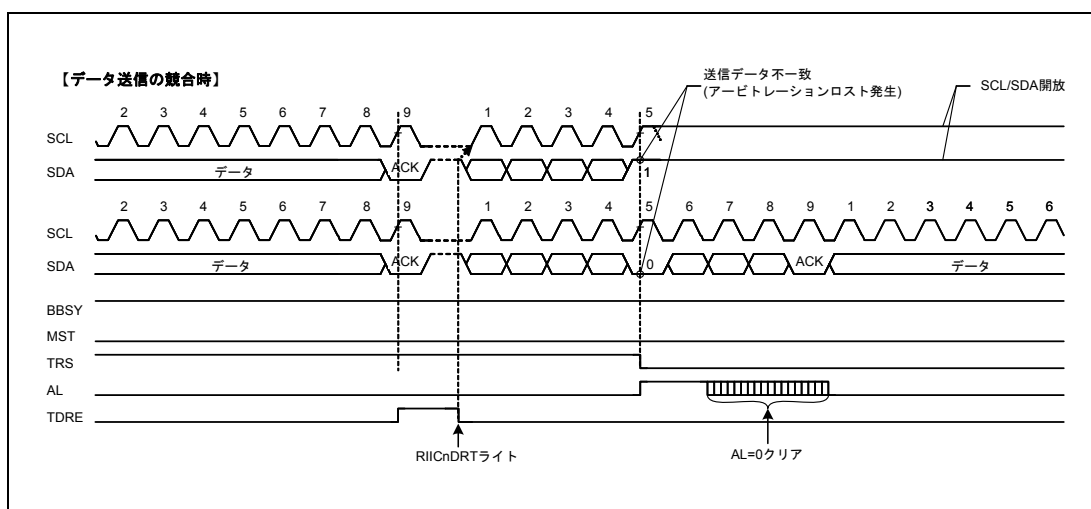 【データ送信の競合時】
送信データ不一致
(アービトレーションロスト発生)
SCL/SDA開放
2 3 4 5 6 7 8 9 1 2 3 4 5
SCL
SDA データ ACK 1
2 3 4 5 6 7 8 9 1 2 3 4 5 6 7 8 9 1 2 3 4 5 6
SCL
SDA データ ACK 0 ACK データ
BBSY
MST
TRS
AL
TDRE
RIICnDRTライト
AL=0クリア